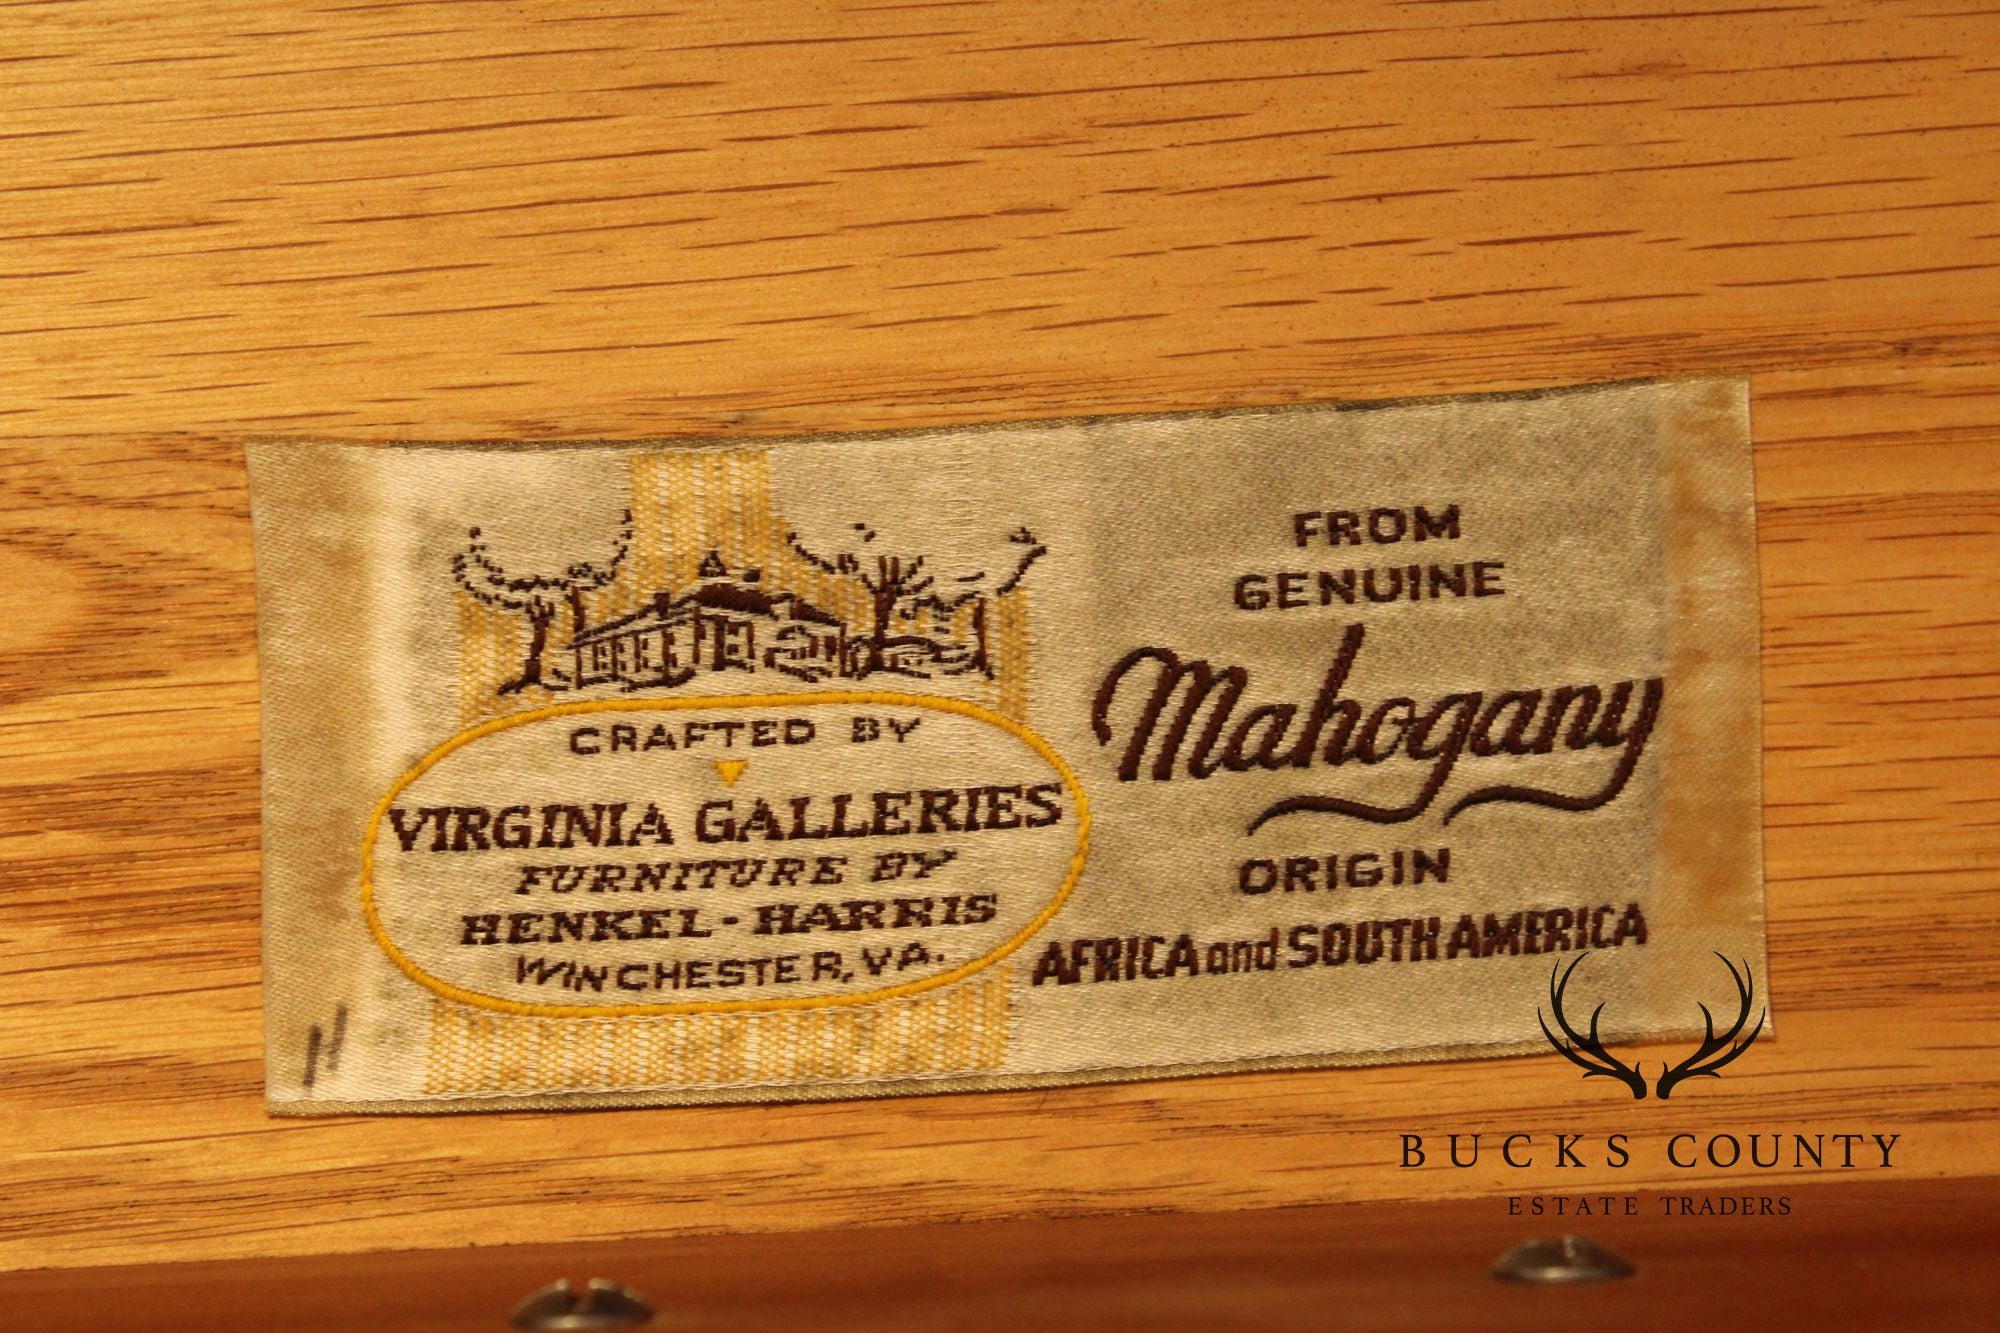 CRAFTED BY
VIRGINIA GALLERIES
FURNITURE BY
HENKEL-HARRIS
WINCHESTER, VA.
N
FROM
GENUINE
Mahogany
ORIGIN
AFRICA and SOUTH AMERICA
BUCKS COUNTY
ESTATE TRADERS